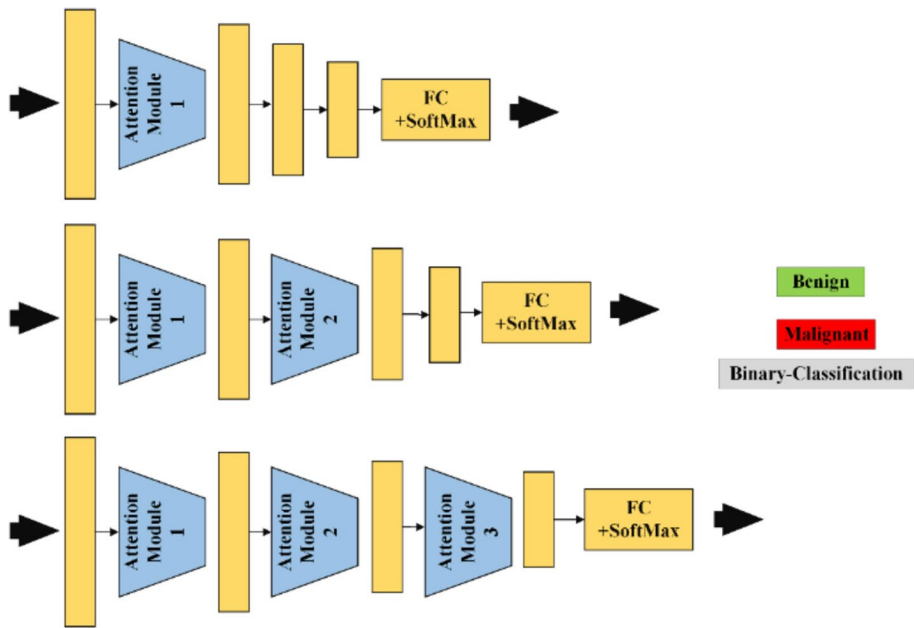 Attention
Module
1
FC
+SoftMax
Attention
Module
1
Attention
Module
2
FC
+SoftMax
Benign
Malignant
Binary-Classification
Attention
Module
1
Attention
Module
2
Attention
Module
3
FC
+SoftMax